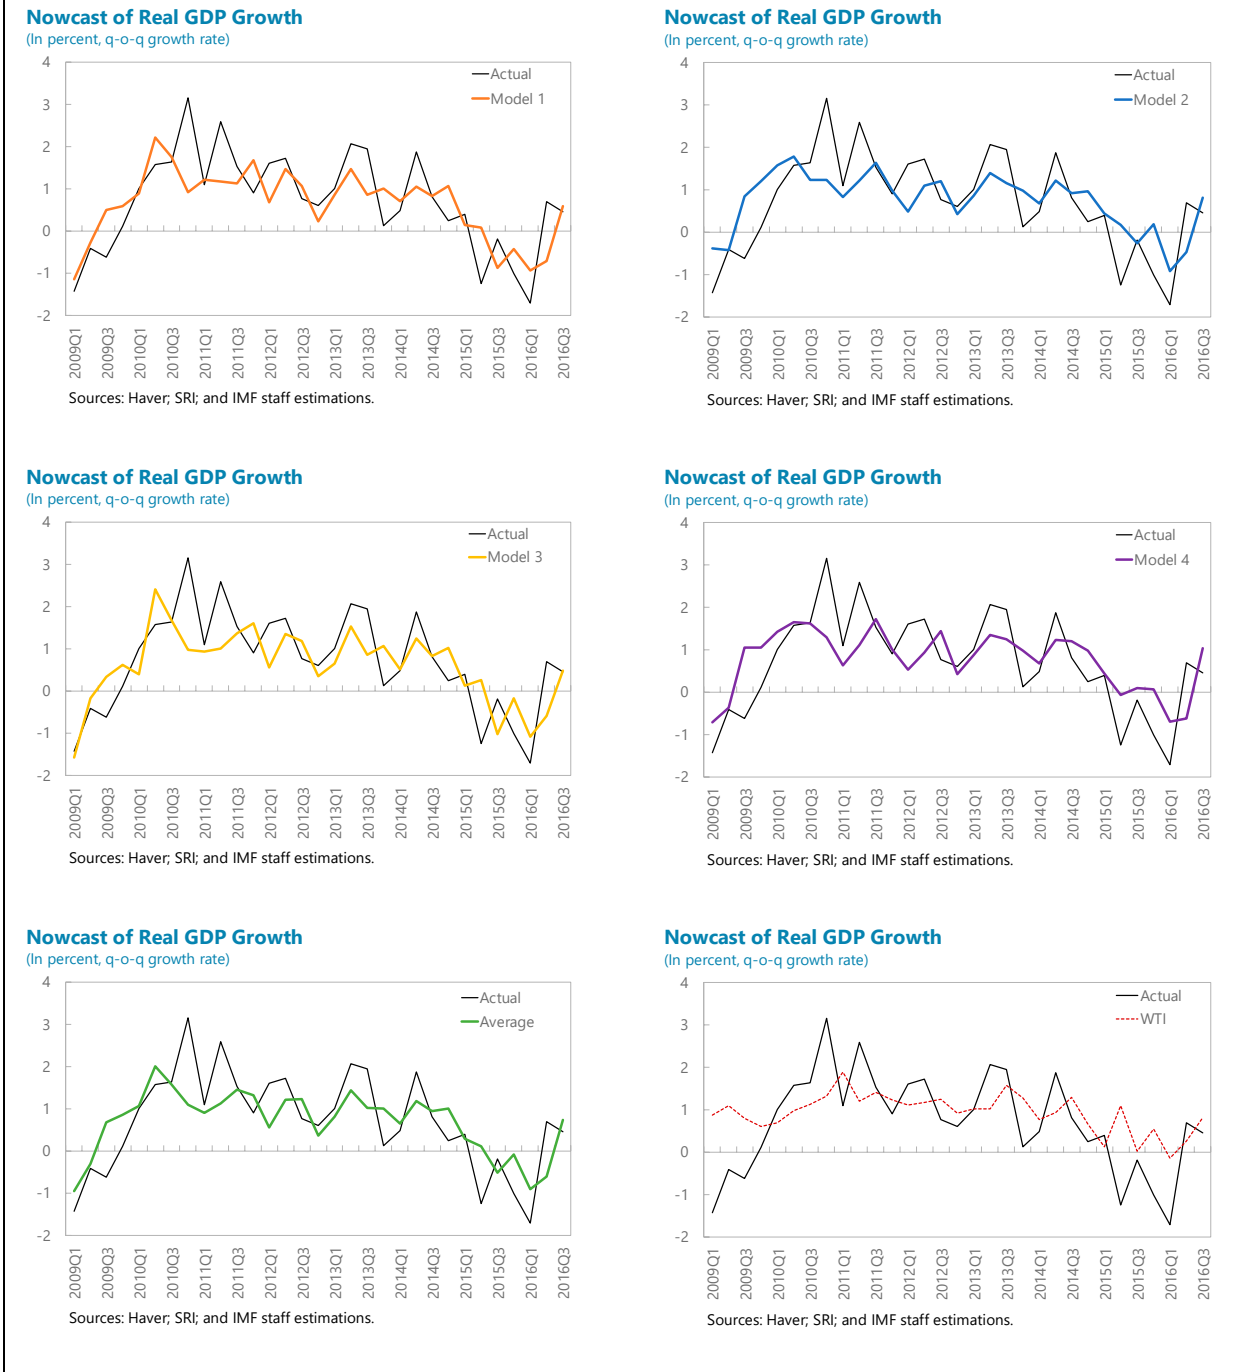 Nowcast of Real GDP Growth
(In percent, q-o-q growth rate)
4
3
2
1
0
-1
-2
Actual
Model 1
2009Q1
2009Q3
2010Q1
2010Q3
2011Q1
2011Q3
2012Q1
2012Q3
2013Q1
2013Q3
2014Q1
2014Q3
2015Q1
2015Q3
2016Q1
2016Q3
Sources: Haver; SRI; and IMF staff estimations.
Nowcast of Real GDP Growth
(In percent, q-o-q growth rate)
4
3
2
1
0
-1
-2
Actual
Model 2
2009Q1
2009Q3
2010Q1
2010Q3
2011Q1
2011Q3
2012Q1
2012Q3
2013Q1
2013Q3
2014Q1
2014Q3
2015Q1
2015Q3
2016Q1
2016Q3
Sources: Haver; SRI; and IMF staff estimations.
Nowcast of Real GDP Growth
(In percent, q-o-q growth rate)
4
3
2
1
0
-1
-2
Actual
Model 3
2009Q1
2009Q3
2010Q1
2010Q3
2011Q1
2011Q3
2012Q1
2012Q3
2013Q1
2013Q3
2014Q1
2014Q3
2015Q1
2015Q3
2016Q1
2016Q3
Sources: Haver; SRI; and IMF staff estimations.
Nowcast of Real GDP Growth
(In percent, q-o-q growth rate)
4
3
2
1
0
-1
-2
Actual
Model 4
2009Q1
2009Q3
2010Q1
2010Q3
2011Q1
2011Q3
2012Q1
2012Q3
2013Q1
2013Q3
2014Q1
2014Q3
2015Q1
2015Q3
2016Q1
2016Q3
Sources: Haver; SRI; and IMF staff estimations.
Nowcast of Real GDP Growth
(In percent, q-o-q growth rate)
4
3
2
1
0
-1
-2
Actual
Average
2009Q1
2009Q3
2010Q1
2010Q3
2011Q1
2011Q3
2012Q1
2012Q3
2013Q1
2013Q3
2014Q1
2014Q3
2015Q1
2015Q3
2016Q1
2016Q3
Sources: Haver; SRI; and IMF staff estimations.
Nowcast of Real GDP Growth
(In percent, q-o-q growth rate)
4
3
2
1
0
-1
-2
Actual
WTI
2009Q1
2009Q3
2010Q1
2010Q3
2011Q1
2011Q3
2012Q1
2012Q3
2013Q1
2013Q3
2014Q1
2014Q3
2015Q1
2015Q3
2016Q1
2016Q3
Sources: Haver; SRI; and IMF staff estimations.